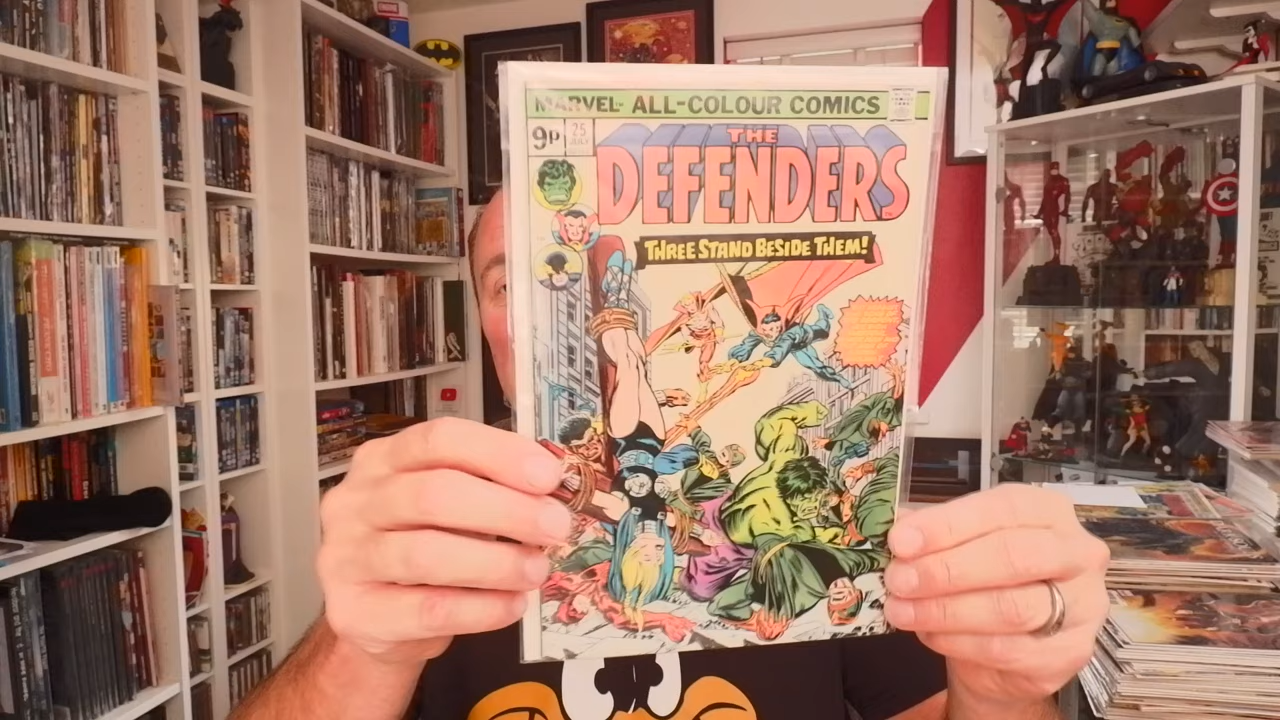 MARVEL ALL-COLOUR COMICS
9p
25
JULY
THE
DEFENDERS
THREE STAND BESIDE THEM!